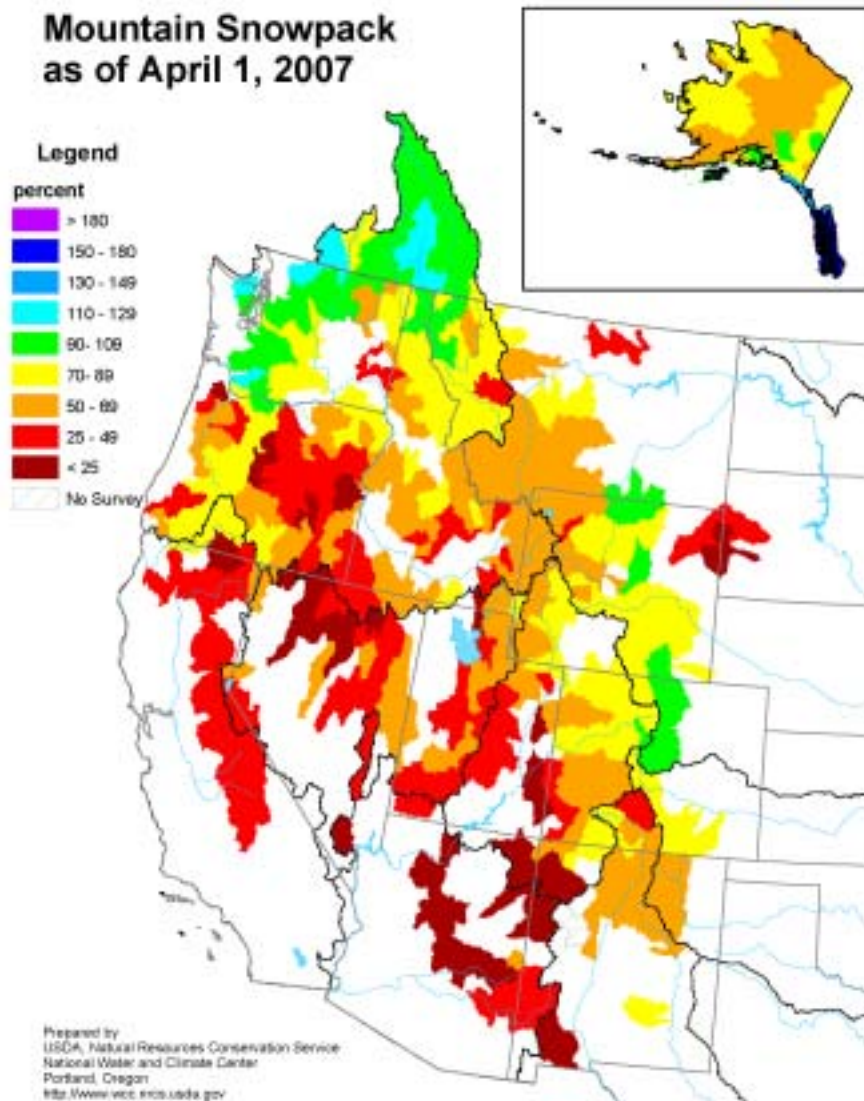 Mountain Snowpack
as of April 1, 2007
Legend
percent
> 180
150 - 180
130 - 149
110 - 129
90- 109
70- 89
50 - 69
25 - 49
< 25
No Survey
Prepared by
USDA, Natural Resources Conservation Service
National Water and Climate Center
Portland, Oregon
http://www.wcc.nrcs.usda.gov